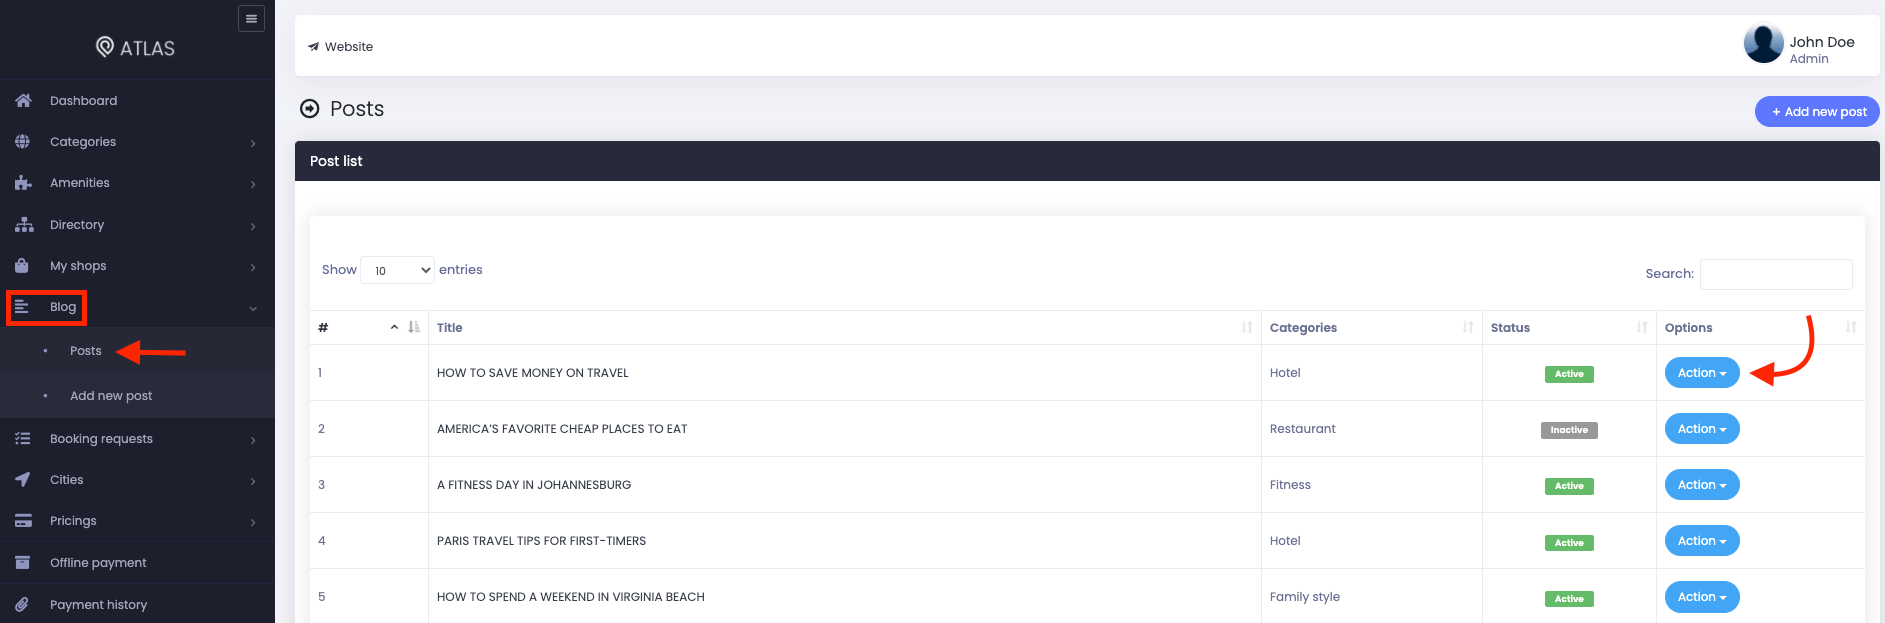 ATLAS
Dashboard
Categories
Amenities
Directory
My shops
Blog
Posts
Add new post
Booking requests
Cities
Pricings
Offline payment
Payment history
Website
John Doe
Admin
Posts
+ Add new post
Post list
Show 10 entries
Search:
# Title Categories Status Options
1 HOW TO SAVE MONEY ON TRAVEL Hotel Active Action
2 AMERICA'S FAVORITE CHEAP PLACES TO EAT Restaurant Inactive Action
3 A FITNESS DAY IN JOHANNESBURG Fitness Active Action
4 PARIS TRAVEL TIPS FOR FIRST-TIMERS Hotel Active Action
5 HOW TO SPEND A WEEKEND IN VIRGINIA BEACH Family style Active Action